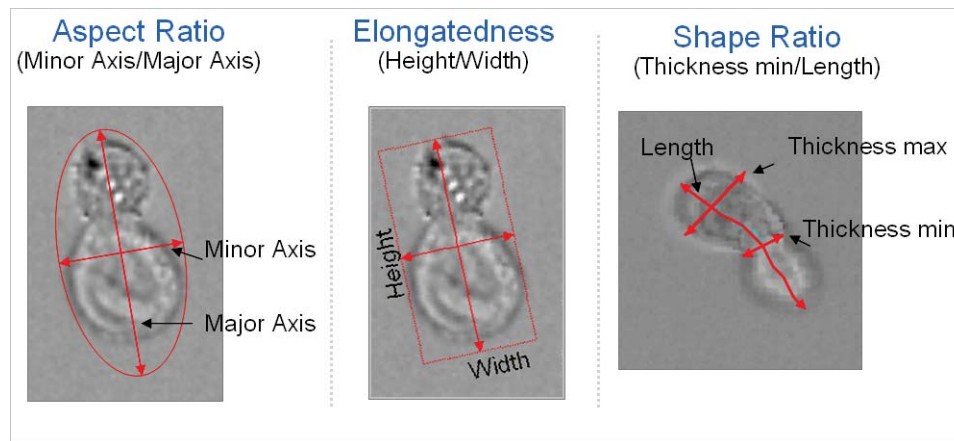 Aspect Ratio
(Minor Axis/Major Axis)
Minor Axis
Major Axis
Elongatedness
(Height/Width)
Height
Width
Shape Ratio
(Thickness min/Length)
Length
Thickness max
Thickness min